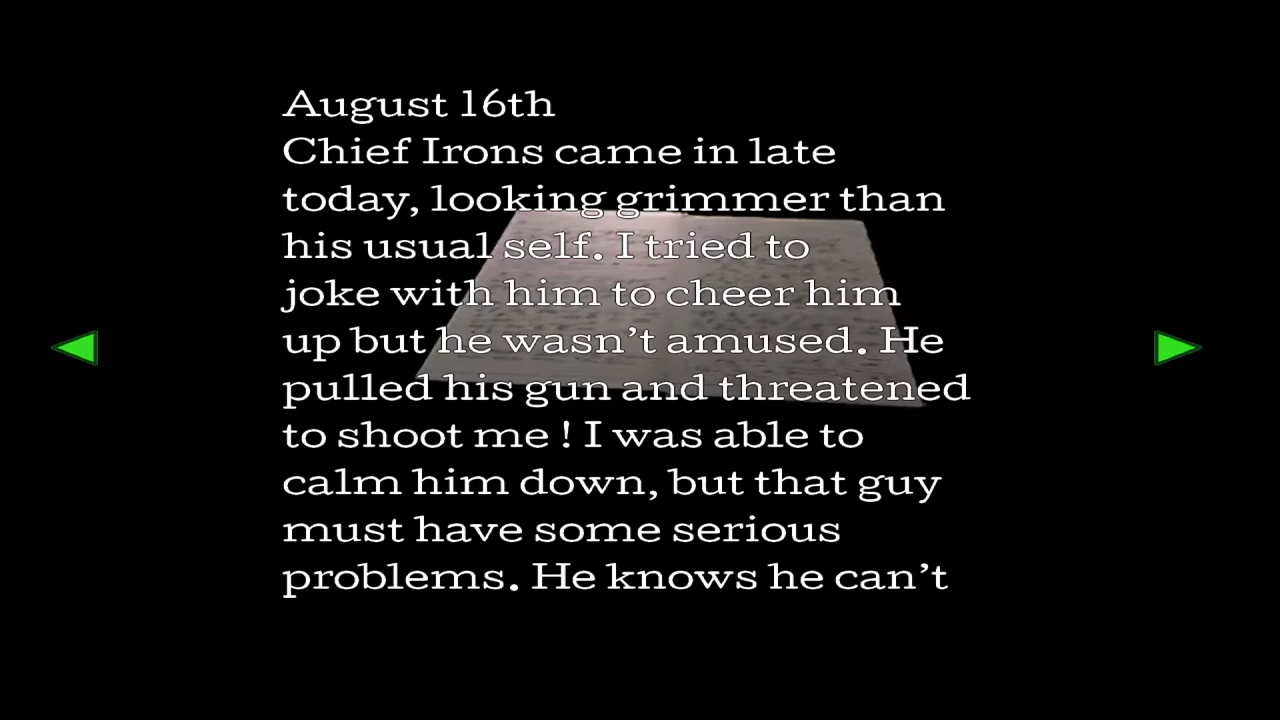 August 16th
Chief Irons came in late
today, looking grimmer than
his usual self. I tried to
joke with him to cheer him
up but he wasn't amused. He
pulled his gun and threatened
to shoot me ! I was able to
calm him down, but that guy
must have some serious
problems. He knows he can't